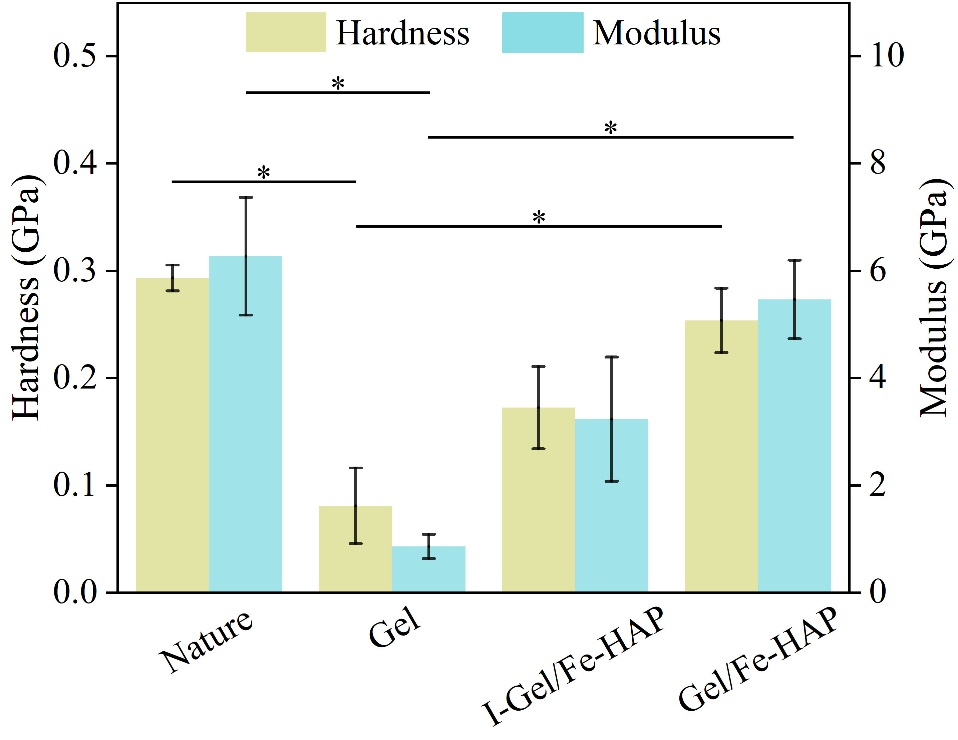 Hardness Modulus
0.5
0.4
0.3
0.2
0.1
0.0
Hardness (GPa)
10
8
6
4
2
0
Modulus (GPa)
*
*
*
*
Nature
Gel
I-Gel/Fe-HAP
Gel/Fe-HAP